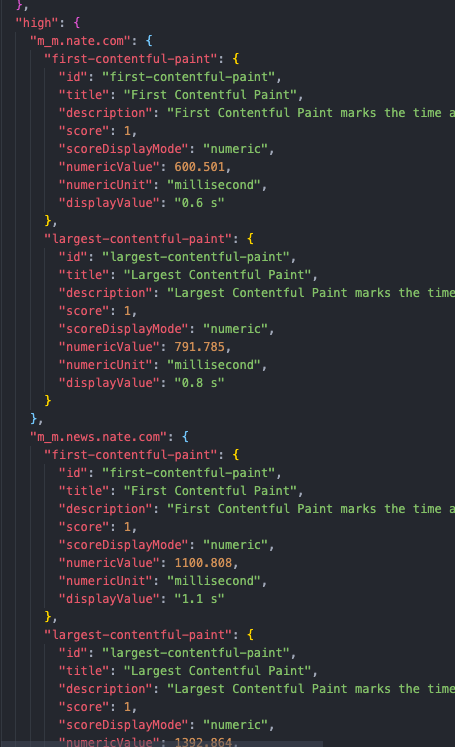 },
"high": {
"m_m.nate.com": {
"first-contentful-paint": {
"id": "first-contentful-paint",
"title": "First Contentful Paint",
"description": "First Contentful Paint marks the time a
"score": 1,
"scoreDisplayMode": "numeric",
"numericValue": 600.501,
"numericUnit": "millisecond",
"displayValue": "0.6 s"
},
"largest-contentful-paint": {
"id": "largest-contentful-paint",
"title": "Largest Contentful Paint",
"description": "Largest Contentful Paint marks the time
"score": 1,
"scoreDisplayMode": "numeric",
"numericValue": 791.785,
"numericUnit": "millisecond",
"displayValue": "0.8 s"
}
},
"m_m.news.nate.com": {
"first-contentful-paint": {
"id": "first-contentful-paint",
"title": "First Contentful Paint",
"description": "First Contentful Paint marks the time a
"score": 1,
"scoreDisplayMode": "numeric",
"numericValue": 1100.808,
"numericUnit": "millisecond",
"displayValue": "1.1 s"
},
"largest-contentful-paint": {
"id": "largest-contentful-paint",
"title": "Largest Contentful Paint",
"description": "Largest Contentful Paint marks the time
"score": 1,
"scoreDisplayMode": "numeric",
"numericValue": 1392.864,